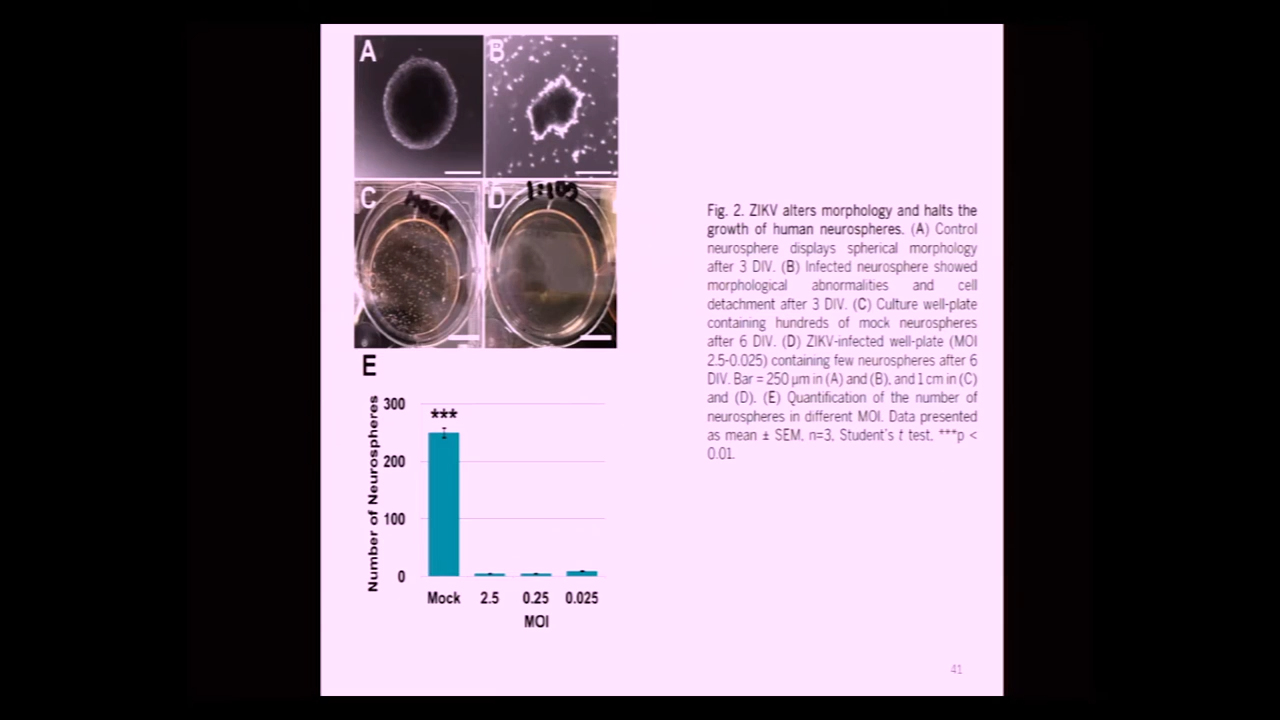 A
B
C
Mock
D
E
Number of Neurospheres
300
200
100
0
***
Mock
2.5
0.25
0.025
MOI
Fig. 2. ZIKV alters morphology and halts the
growth of human neurospheres. (A) Control
neurosphere displays spherical morphology
after 3 DIV. (B) Infected neurosphere showed
morphological abnormalities and cell
detachment after 3 DIV. (C) Culture well-plate
containing hundreds of mock neurospheres
after 6 DIV. (D) ZIKV-infected well-plate (MOI
2.5-0.025) containing few neurospheres after 6
DIV. Bar = 250 µm in (A) and (B), and 1 cm in (C)
and (D). (E) Quantification of the number of
neurospheres in different MOI. Data presented
as mean ± SEM, n=3, Student's t test, ***p <
0.01.
41